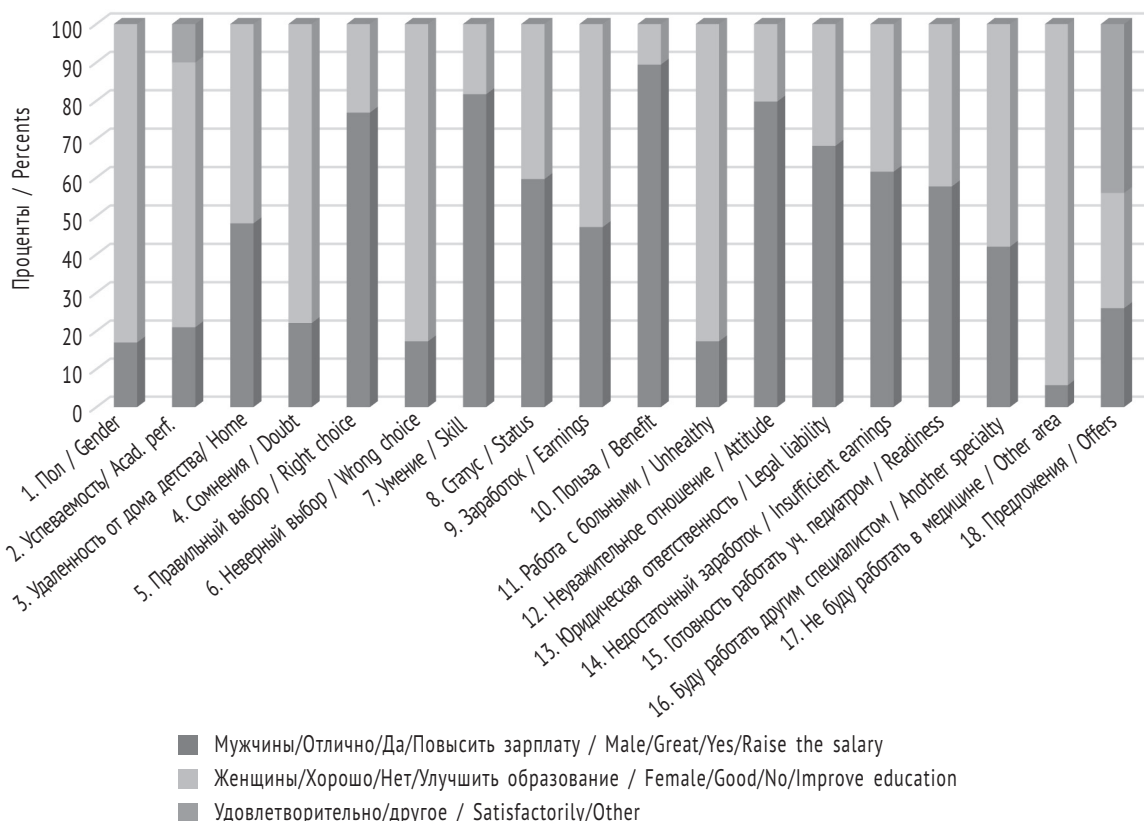 Проценты / Percents
100
90
80
70
60
50
40
30
20
10
0
1. Пол / Gender
2. Успеваемость/ Acad. perf.
3. Удаленность от дома детства/ Home
4. Сомнения / Doubt
5. Правильный выбор / Right choice
6. Неверный выбор / Wrong choice
7. Умение / Skill
8. Статус / Status
9. Заработок / Earnings
10. Польза / Benefit
11. Работа с больными / Unhealthy
12. Неуважительное отношение / Attitude
13. Юридическая ответственность / Legal liability
14. Недостаточный заработок / Insufficient earnings
15. Готовность работать уч. педиатром / Readiness
16. Буду работать другим специалистом / Another specialty
17. Не буду работать в медицине / Other area
18. Предложения / Offers
Мужчины/Отлично/Да/Повысить зарплату / Male/Great/Yes/Raise the salary
Женщины/Хорошо/Нет/Улучшить образование / Female/Good/No/Improve education
Удовлетворительно/другое / Satisfactorily/Other